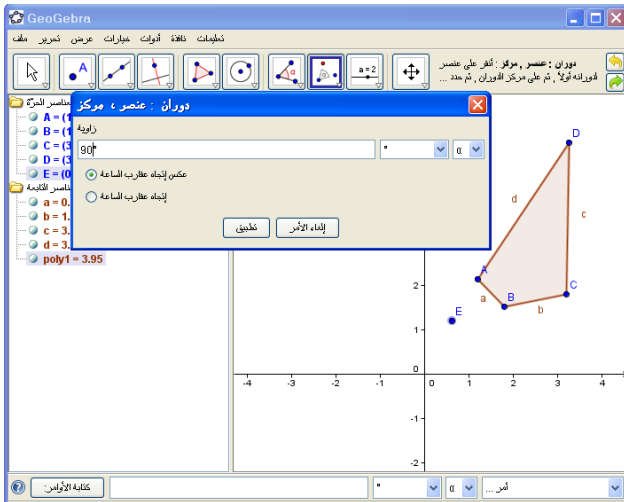 GeoGebra
ملف تحرير عرض خيارات أدوات نافذة تعليمات
دوران : عنصر , مركز : أنقر على عنصر
لدورانه أولاً , ثم على مركز الدوران , ثم حدد ...
A
a = 2
دوران : عنصر ، مركز
زاوية
90°
°
α
عكس إتجاه عقارب الساعة
إتجاه عقارب الساعة
إلغاء الأمر
تطبيق
A = (1
B = (1
C = (3
D = (3
E = (0
a = 0.
b = 1.
c = 3.
d = 3.
poly1 = 3.95
D
d
c
A
a
B
b
C
E
2
1
0
-1
-2
-4 -3 -2 -1 0 1 2 3 4
كتابة الأوامر:
°
α
أمر ...